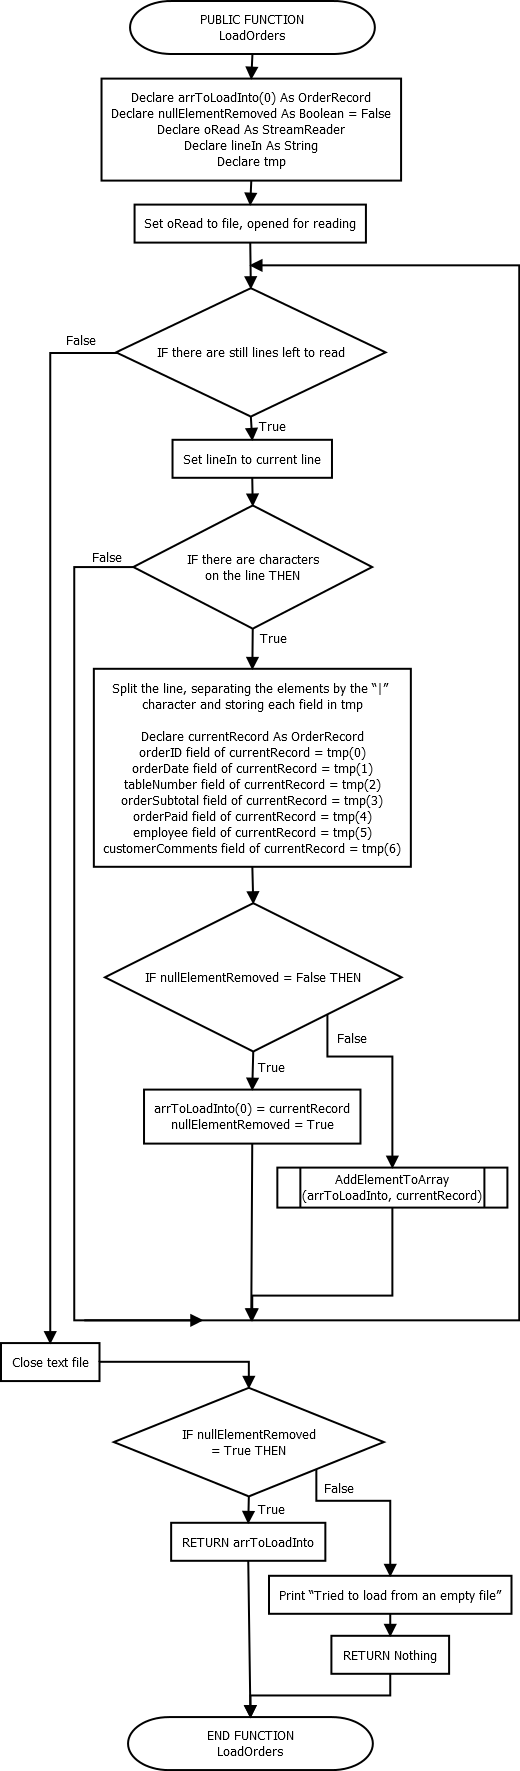 PUBLIC FUNCTION
LoadOrders
Declare arrToLoadInto(0) As OrderRecord
Declare nullElementRemoved As Boolean = False
Declare oRead As StreamReader
Declare lineIn As String
Declare tmp
Set oRead to file, opened for reading
IF there are still lines left to read
False
True
Set lineIn to current line
IF there are characters
on the line THEN
False
True
Split the line, separating the elements by the “|”
character and storing each field in tmp
Declare currentRecord As OrderRecord
orderID field of currentRecord = tmp(0)
orderDate field of currentRecord = tmp(1)
tableNumber field of currentRecord = tmp(2)
orderSubtotal field of currentRecord = tmp(3)
orderPaid field of currentRecord = tmp(4)
employee field of currentRecord = tmp(5)
customerComments field of currentRecord = tmp(6)
IF nullElementRemoved = False THEN
False
True
arrToLoadInto(0) = currentRecord
nullElementRemoved = True
AddElementToArray
(arrToLoadInto, currentRecord)
Close text file
IF nullElementRemoved
= True THEN
False
True
RETURN arrToLoadInto
Print “Tried to load from an empty file”
RETURN Nothing
END FUNCTION
LoadOrders